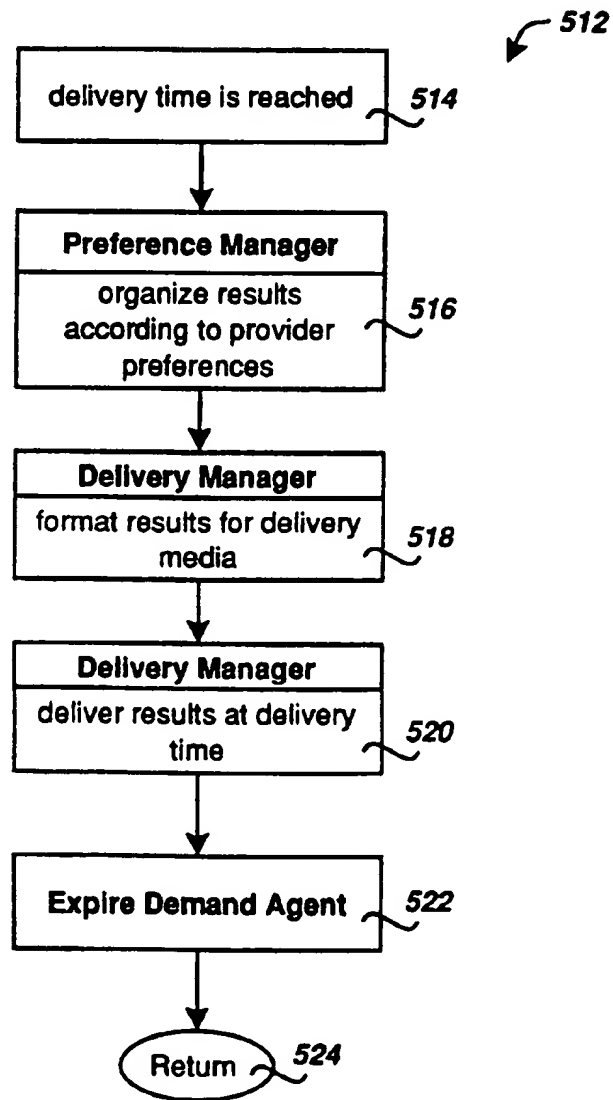 512
delivery time is reached
514
Preference Manager
organize results
according to provider
preferences
516
Delivery Manager
format results for delivery
media
518
Delivery Manager
deliver results at delivery
time
520
Expire Demand Agent
522
Return
524